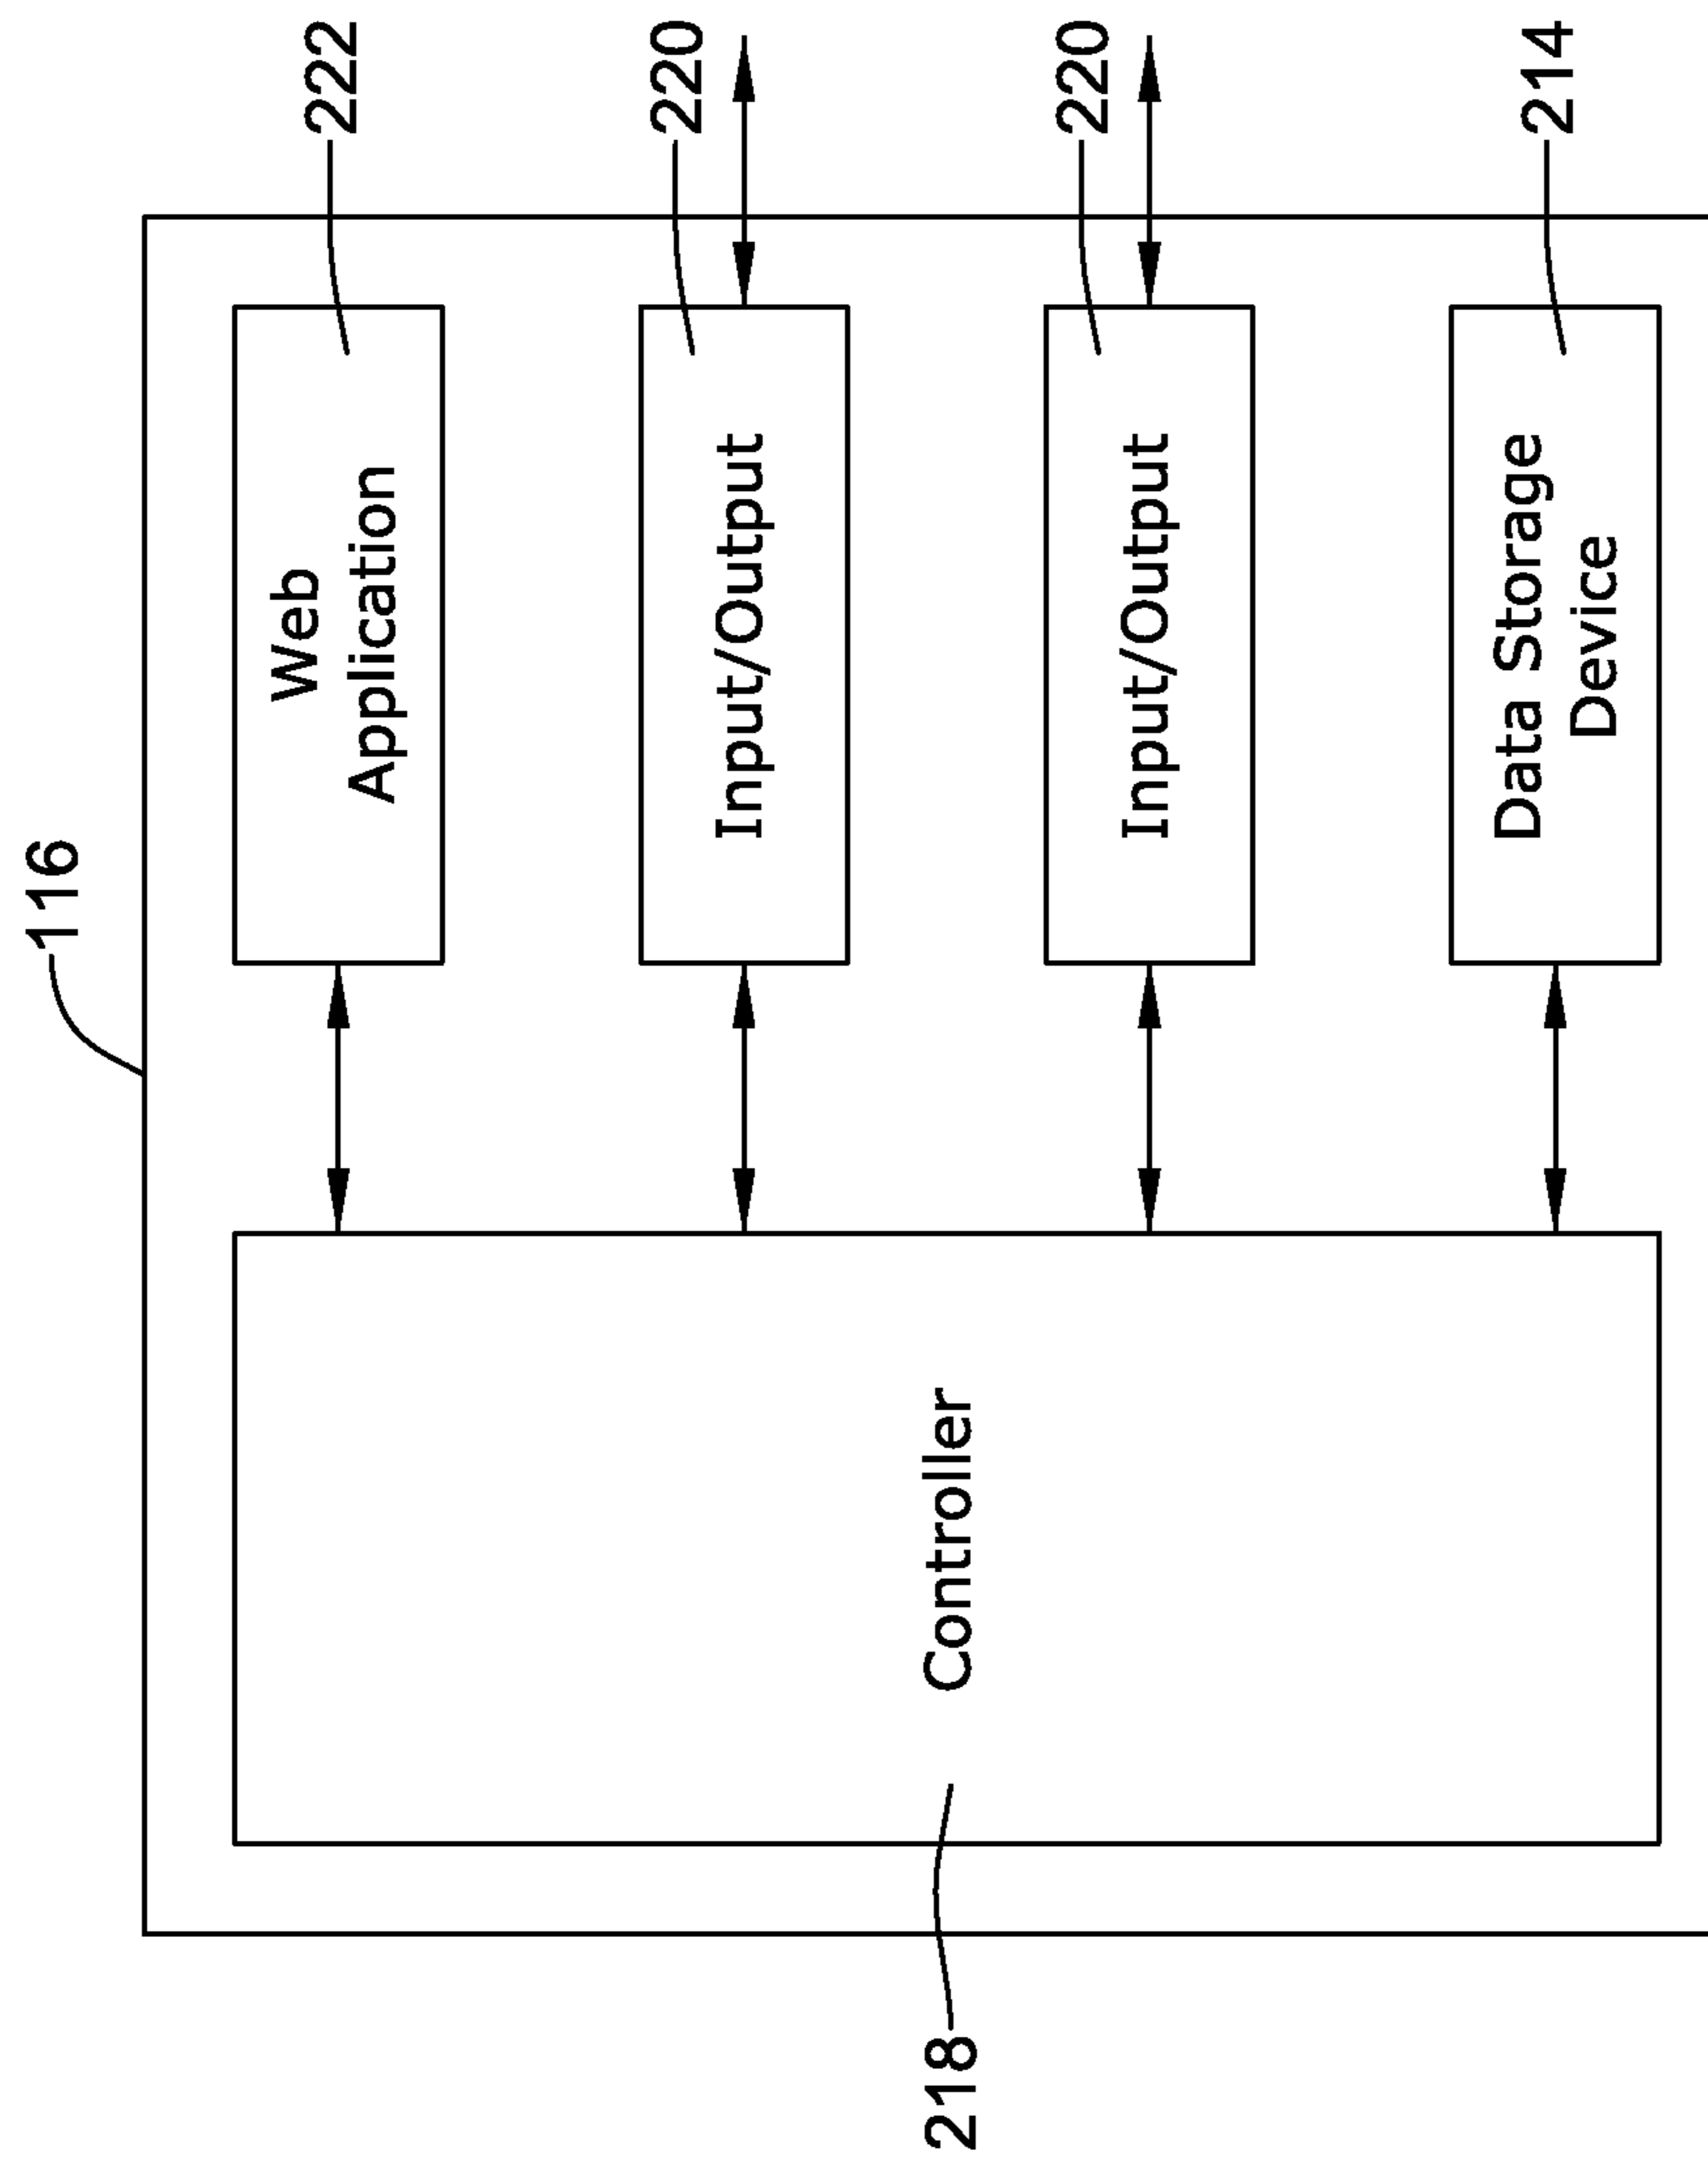 116
Web
Application
222
Input/Output
220
Controller
218
Input/Output
220
Data Storage
Device
214